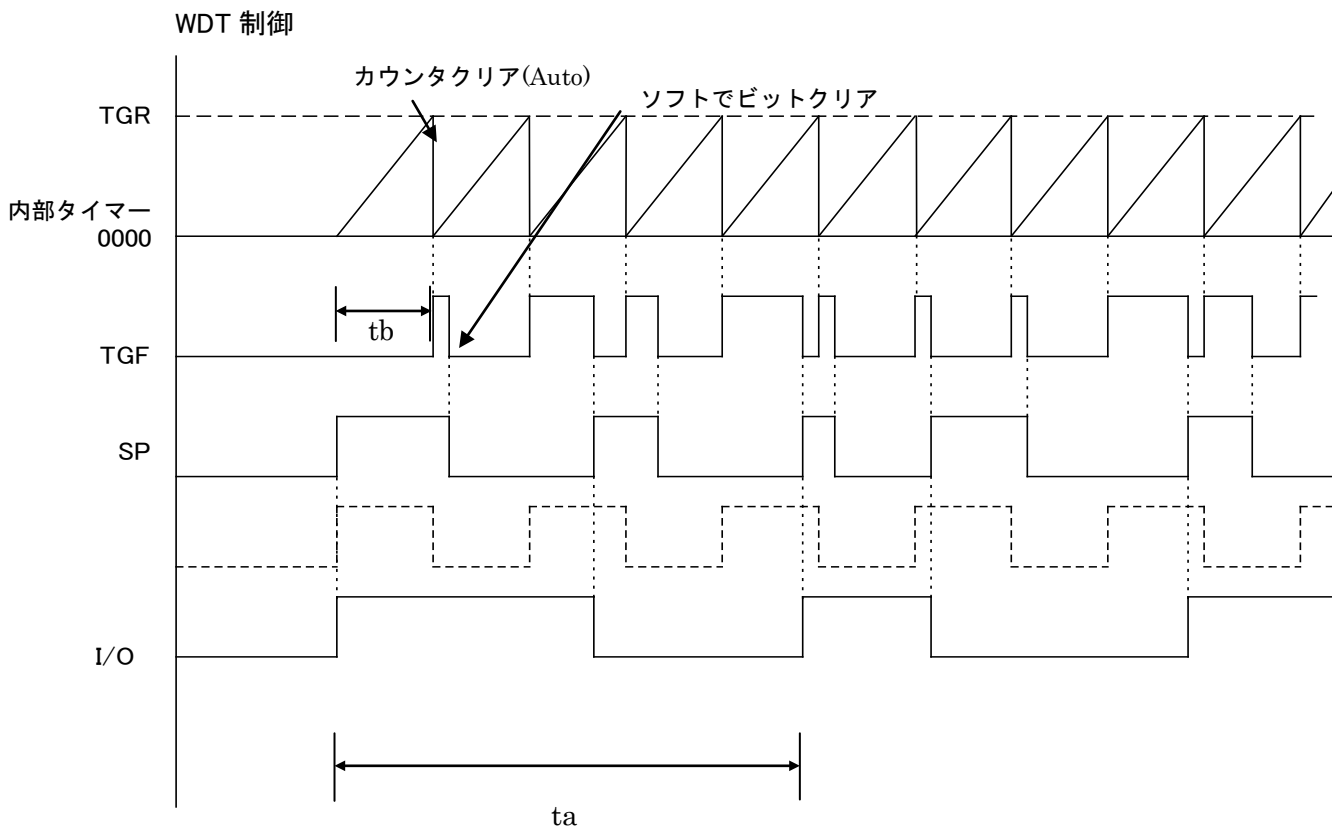 WDT 制御
カウンタクリア(Auto)
ソフトでビットクリア
TGR
内部タイマー
0000
tb
TGF
SP
I/O
ta